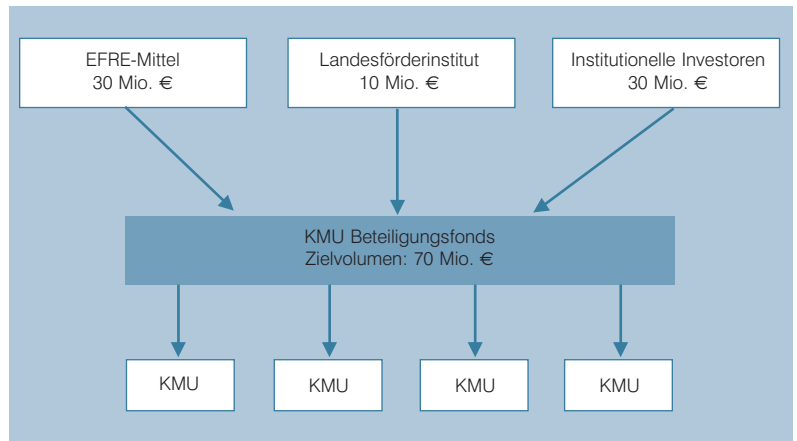 EFRE-Mittel
30 Mio. €
Landesförderinstitut
10 Mio. €
Institutionelle Investoren
30 Mio. €
KMU Beteiligungsfonds
Zielvolumen: 70 Mio. €
KMU
KMU
KMU
KMU